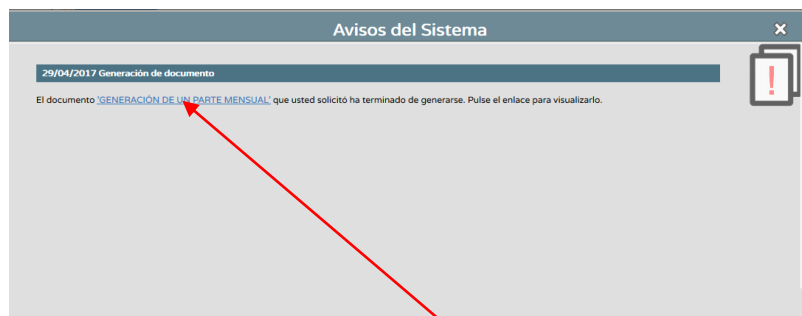 Avisos del Sistema
29/04/2017 Generación de documento
El documento 'GENERACIÓN DE UN PARTE MENSUAL' que usted solicitó ha terminado de generarse. Pulse el enlace para visualizarlo.